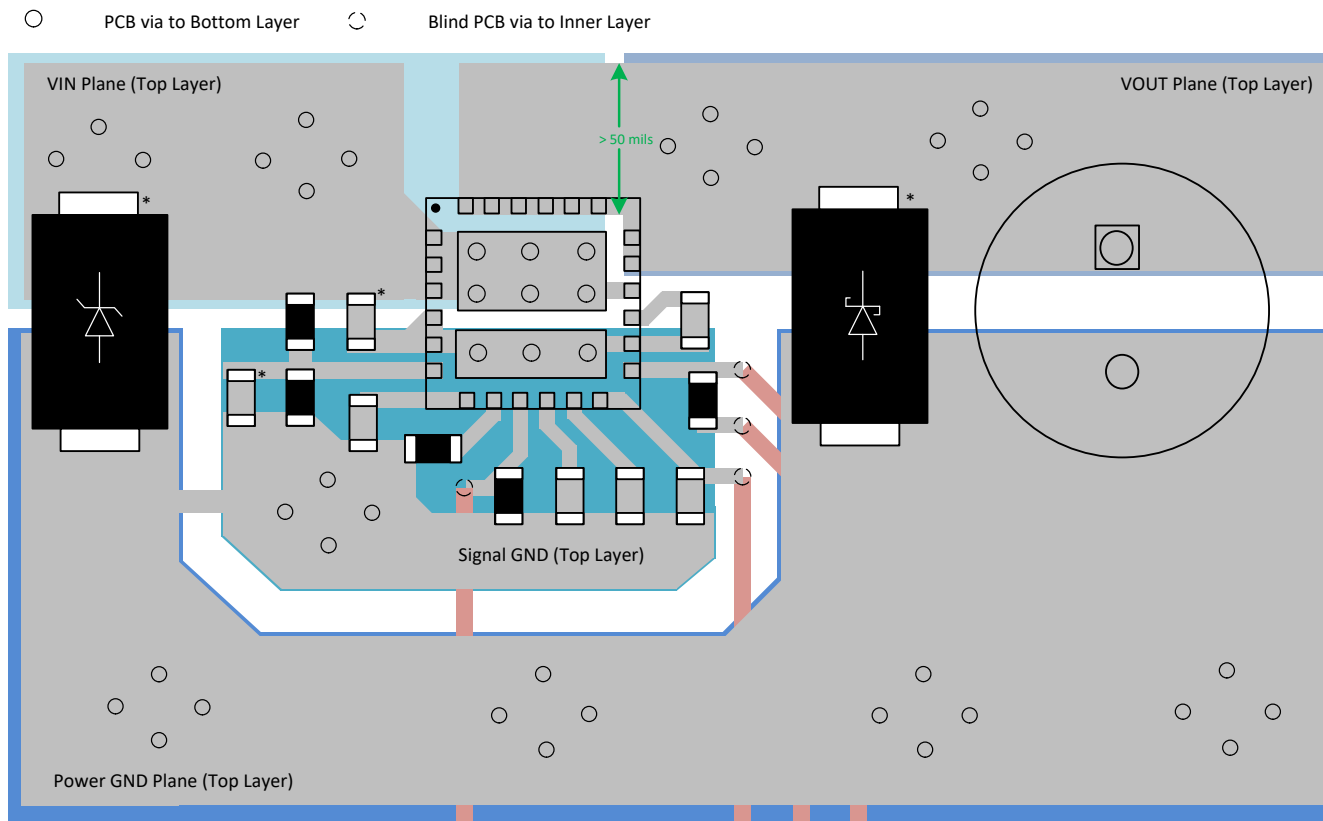 PCB via to Bottom Layer
Blind PCB via to Inner Layer
VIN Plane (Top Layer)
VOUT Plane (Top Layer)
> 50 mils
*
*
*
*
Signal GND (Top Layer)
Power GND Plane (Top Layer)